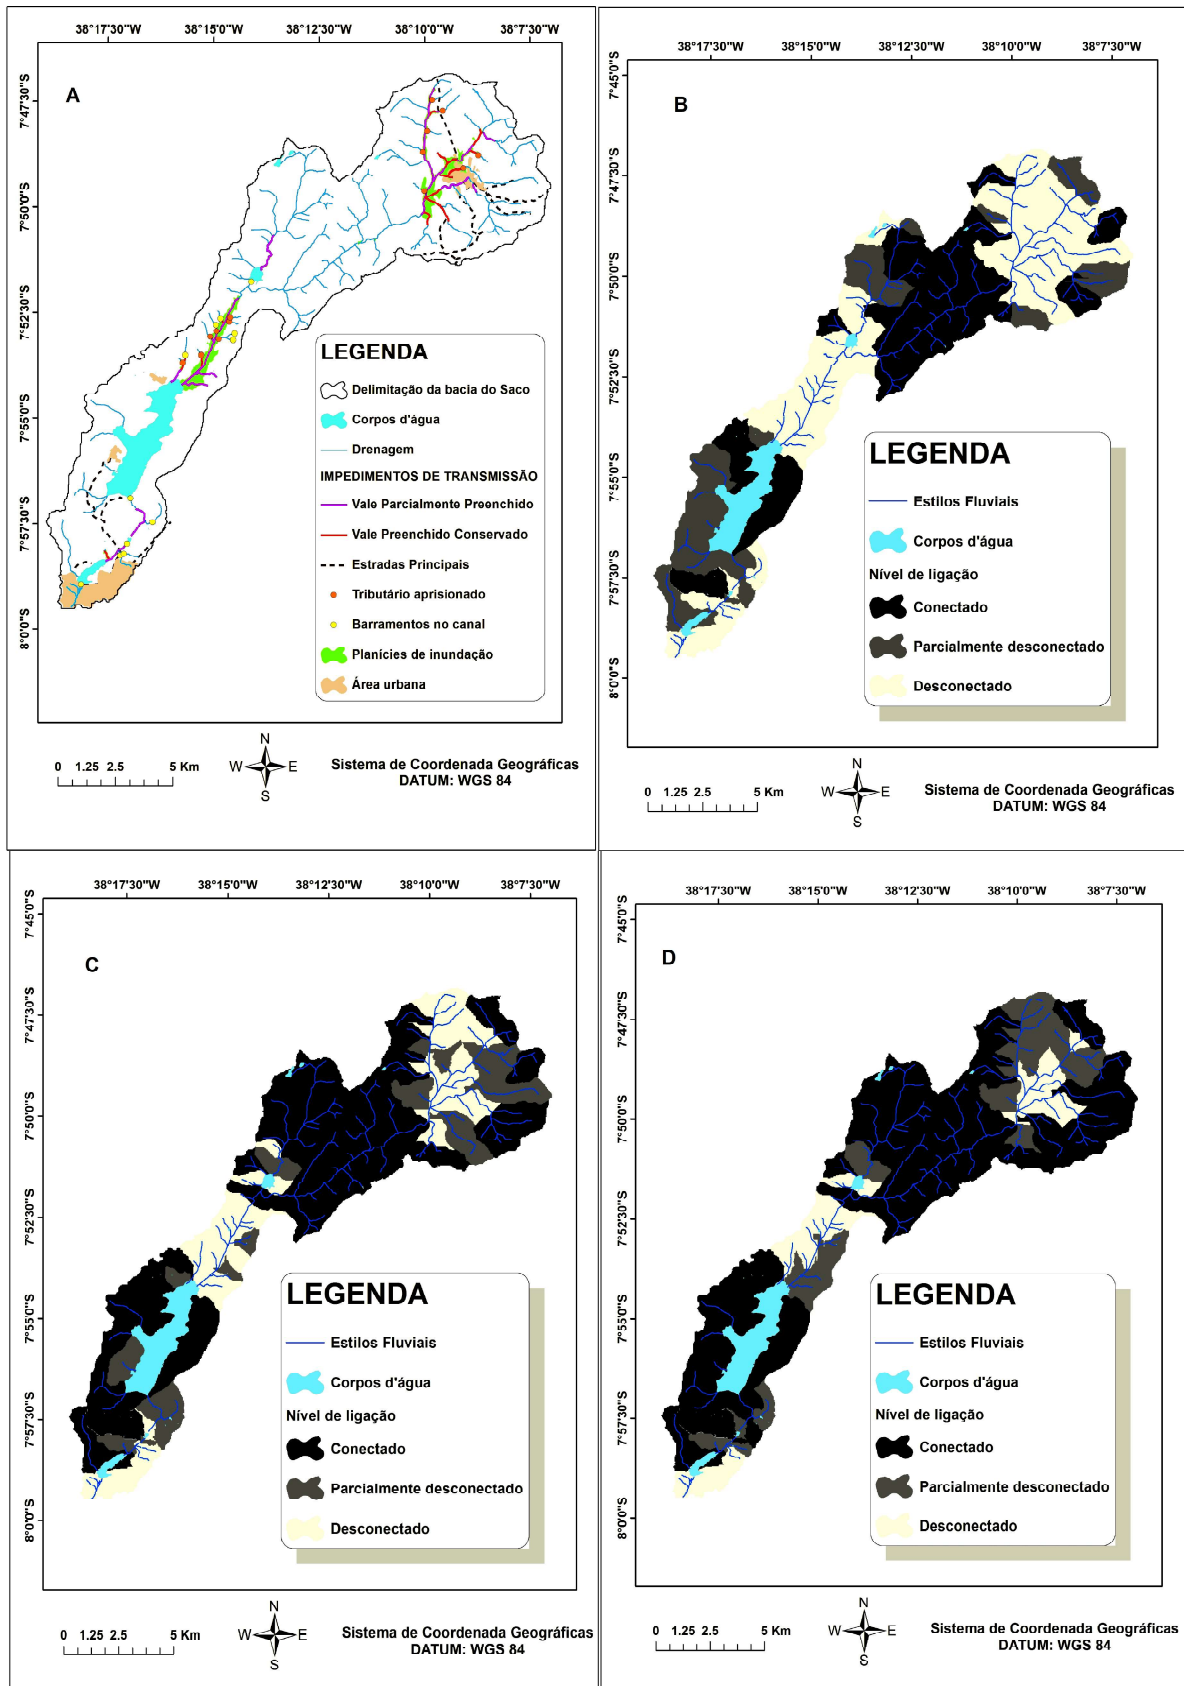 38°17'30"W
38°15'0"W
38°12'30"W
38°10'0"W
38°7'30"W
7°47'30"S
7°50'0"S
7°52'30"S
7°55'0"S
7°57'30"S
8°0'0"S
A
LEGENDA
Delimitação da bacia do Saco
Corpos d'água
Drenagem
IMPEDIMENTOS DE TRANSMISSÃO
Vale Parcialmente Preenchido
Vale Preenchido Conservado
Estradas Principais
Tributário aprisionado
Barramentos no canal
Planícies de inundação
Área urbana
0 1.25 2.5 5 Km
N
W E
S
Sistema de Coordenada Geográficas
DATUM: WGS 84
38°17'30"W
38°15'0"W
38°12'30"W
38°10'0"W
38°7'30"W
7°45'0"S
7°47'30"S
7°50'0"S
7°52'30"S
7°55'0"S
7°57'30"S
8°0'0"S
B
LEGENDA
Estilos Fluviais
Corpos d'água
Nível de ligação
Conectado
Parcialmente desconectado
Desconectado
0 1.25 2.5 5 Km
N
W E
S
Sistema de Coordenada Geográficas
DATUM: WGS 84
38°17'30"W
38°15'0"W
38°12'30"W
38°10'0"W
38°7'30"W
7°45'0"S
7°47'30"S
7°50'0"S
7°52'30"S
7°55'0"S
7°57'30"S
8°0'0"S
C
LEGENDA
Estilos Fluviais
Corpos d'água
Nível de ligação
Conectado
Parcialmente desconectado
Desconectado
0 1.25 2.5 5 Km
N
W E
S
Sistema de Coordenada Geográficas
DATUM: WGS 84
38°17'30"W
38°15'0"W
38°12'30"W
38°10'0"W
38°7'30"W
7°45'0"S
7°47'30"S
7°50'0"S
7°52'30"S
7°55'0"S
7°57'30"S
8°0'0"S
D
LEGENDA
Estilos Fluviais
Corpos d'água
Nível de ligação
Conectado
Parcialmente desconectado
Desconectado
0 1.25 2.5 5 Km
N
W E
S
Sistema de Coordenada Geográficas
DATUM: WGS 84